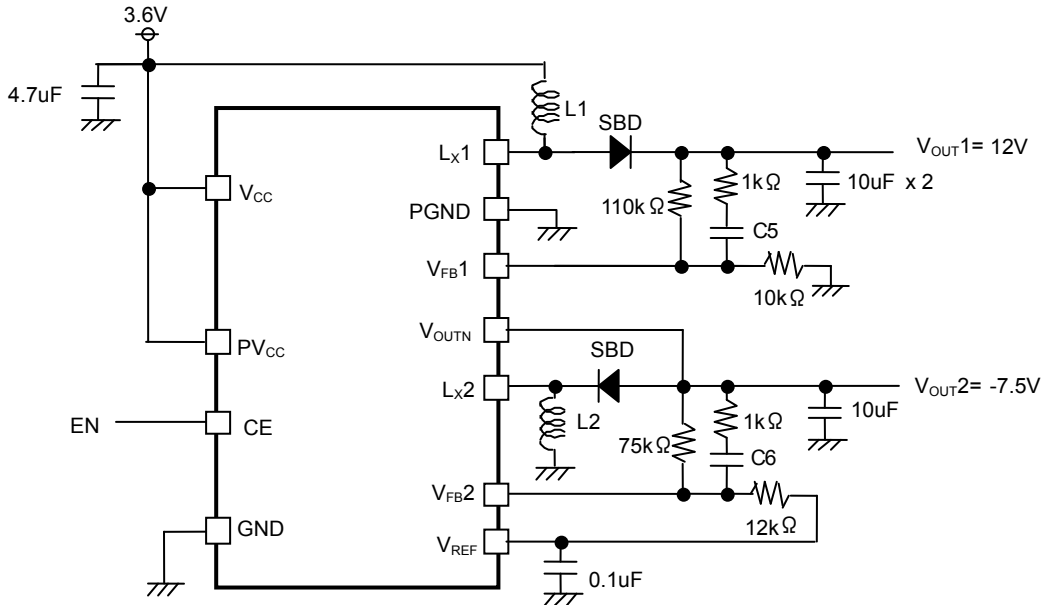 3.6V
4.7uF
L1
SBD
LX1
VOUT1= 12V
1kΩ
10uF x 2
VCC
110kΩ
PGND
C5
VFB1
10kΩ
VOUTN
SBD
PVCC
LX2
VOUT2= -7.5V
10uF
1kΩ
L2
EN
CE
75kΩ
C6
VFB2
12kΩ
GND
VREF
0.1uF